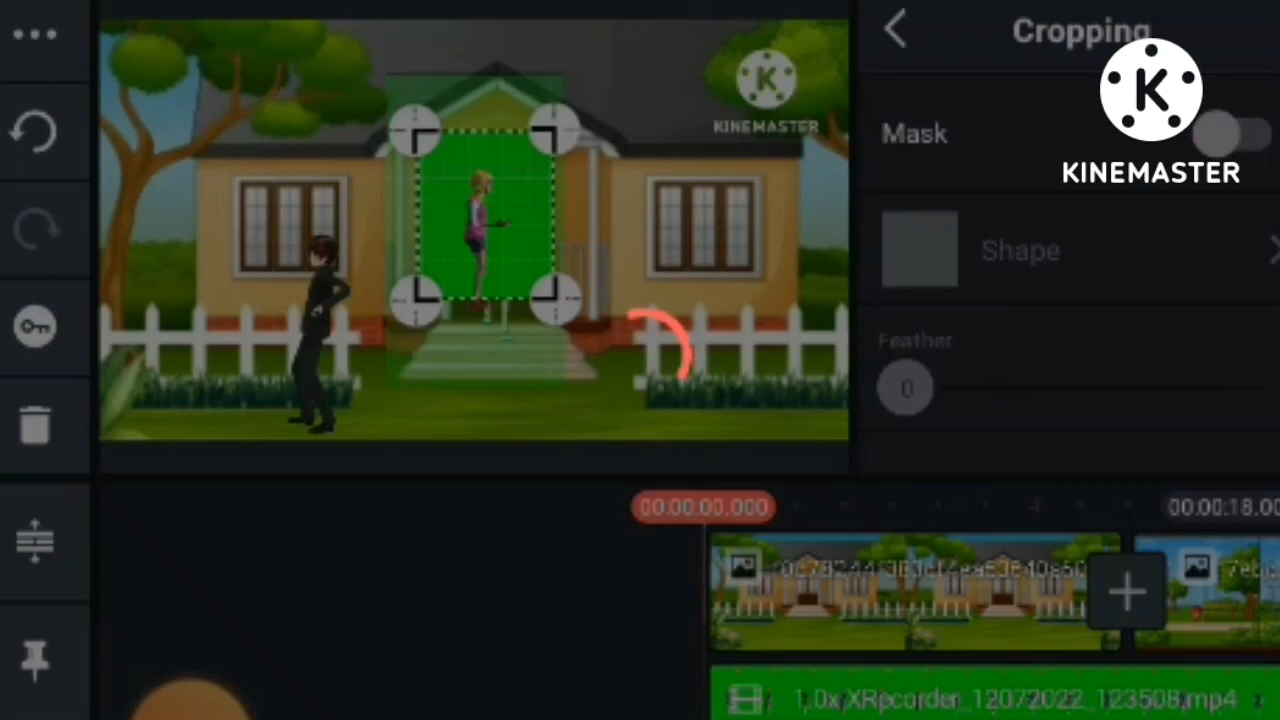 Cropping
K
KINEMASTER
K
KINEMASTER
Mask
Shape
Feather
0
00:00:00.000
4
00:00:18.00
1.0x XRecorder_12072022_123508.mp4